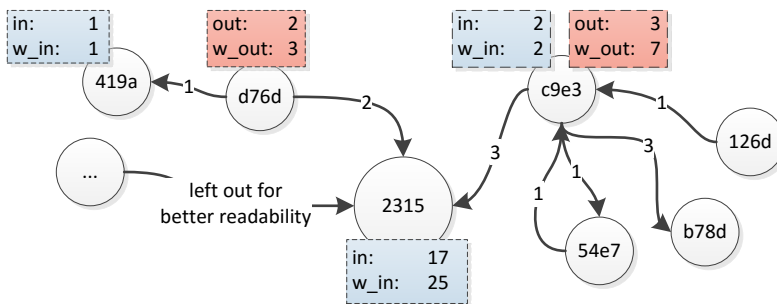 in: 1
w_in: 1
out: 2
w_out: 3
in: 2
w_in: 2
out: 3
w_out: 7
419a
d76d
c9e3
1
2
1
126d
3
3
...
left out for
better readability
1
1
2315
54e7
b78d
in: 17
w_in: 25